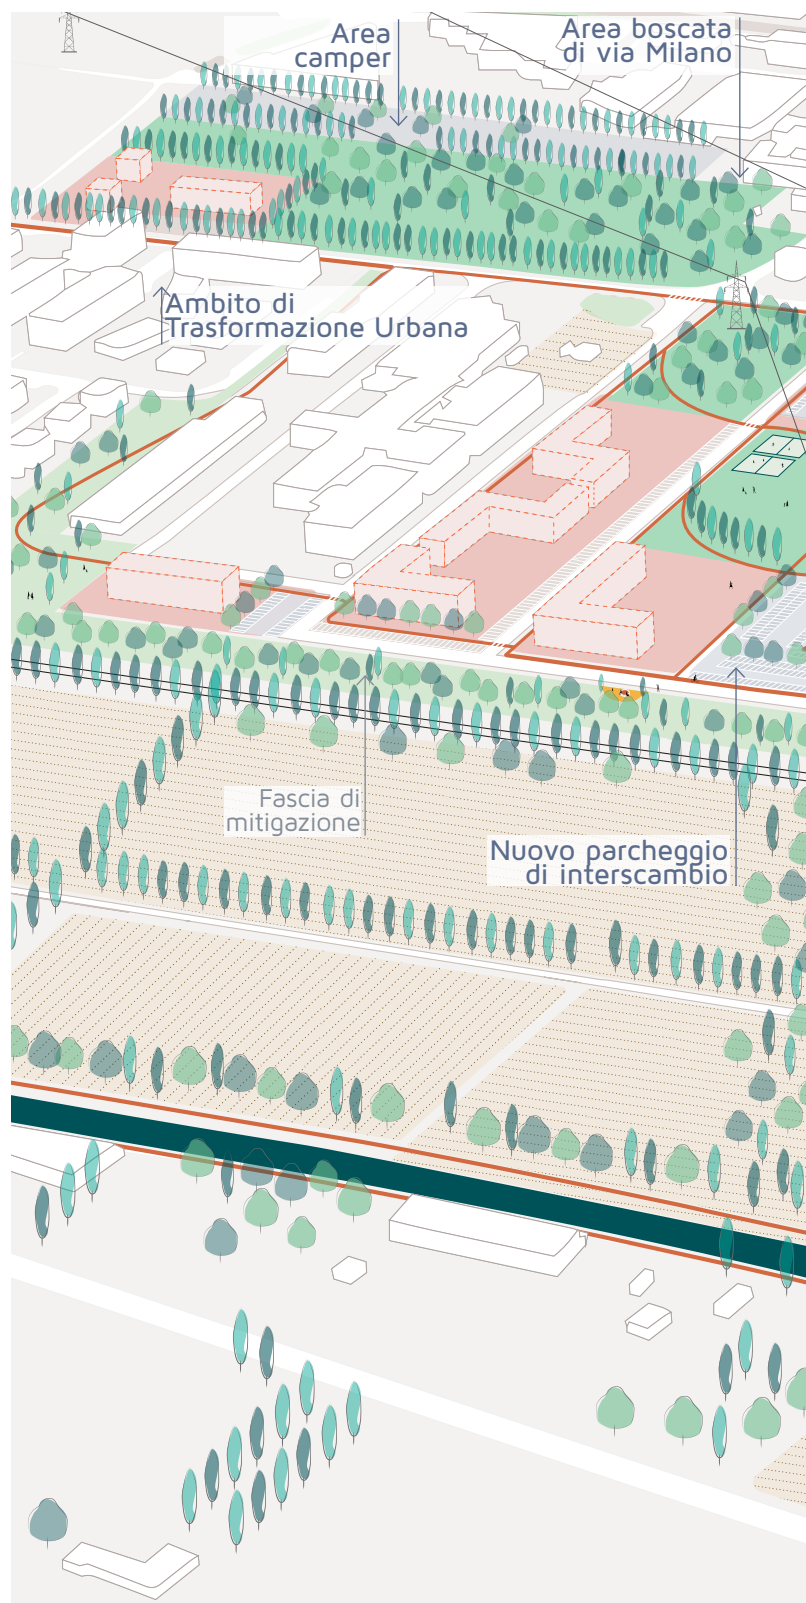 Area
camper
Area boscata
di via Milano
Ambito di
Trasformazione Urbana
Fascia di
mitigazione
Nuovo parcheggio
di interscambio